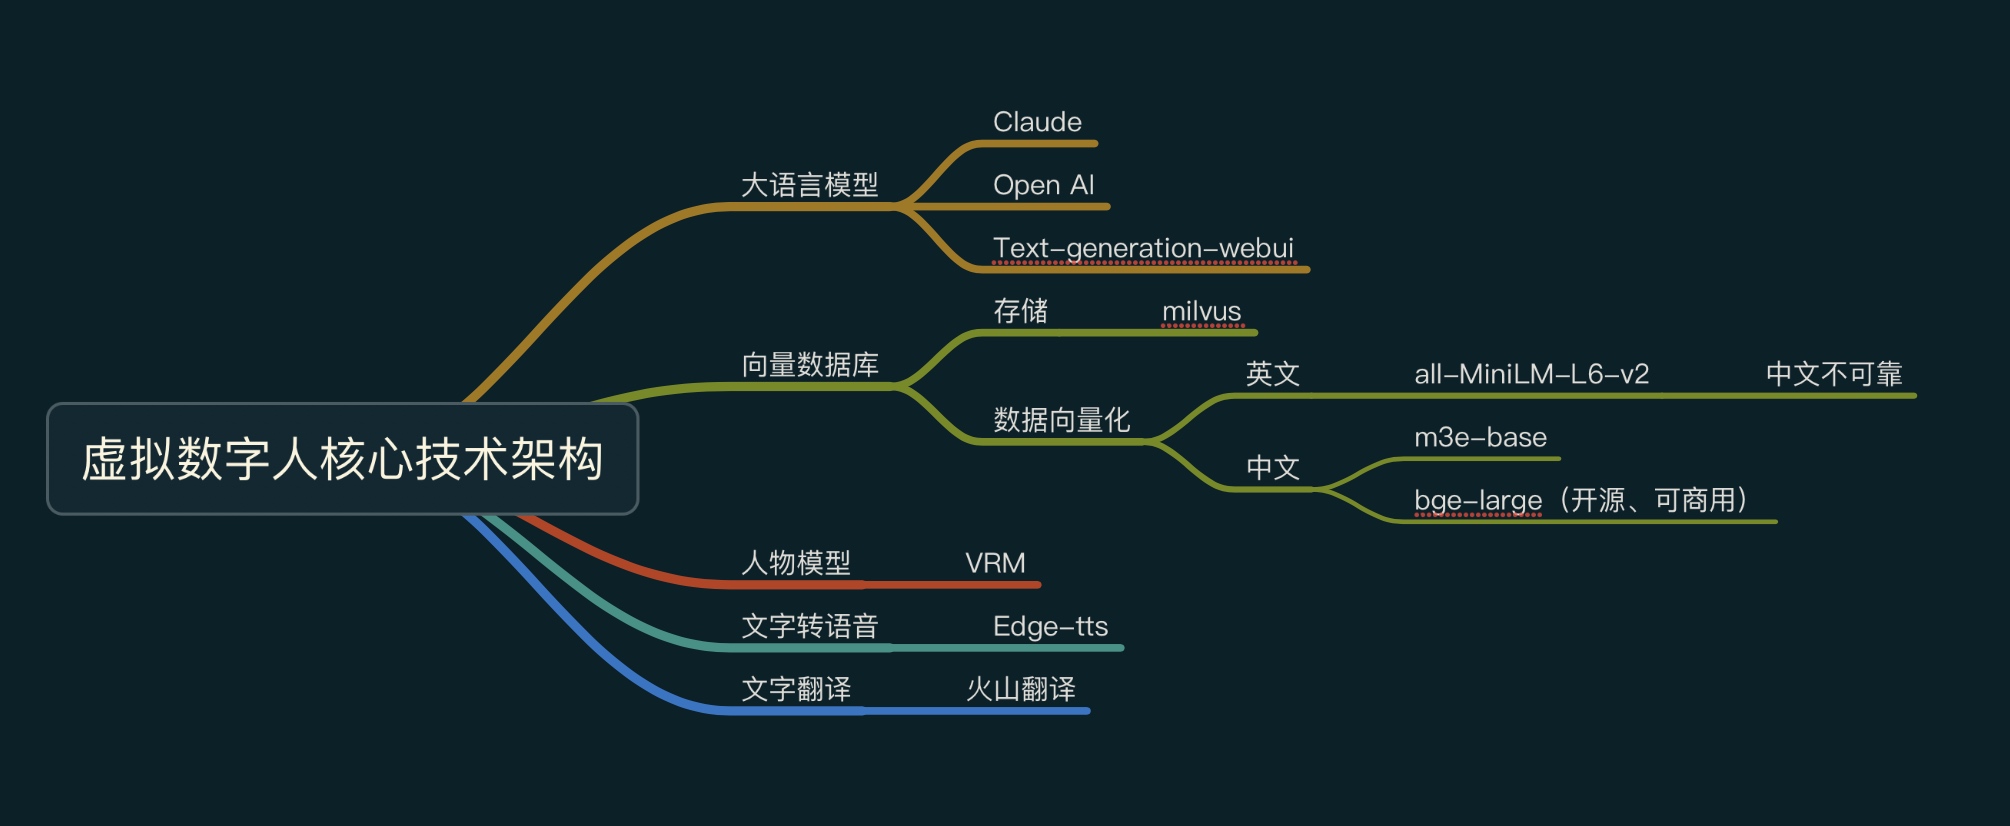 虚拟数字人核心技术架构
大语言模型
Claude
Open AI
Text-generation-webui
向量数据库
存储
milvus
数据向量化
英文
all-MiniLM-L6-v2
中文不可靠
中文
m3e-base
bge-large（开源、可商用）
人物模型
VRM
文字转语音
Edge-tts
文字翻译
火山翻译